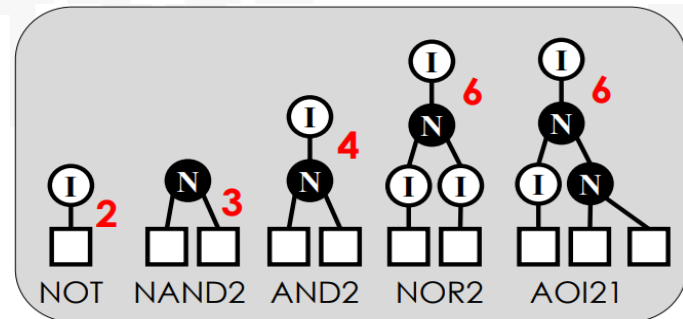 I I
6 6
N N
I
4
I N N I I I N
2 3
NOT NAND2 AND2 NOR2 AOI21